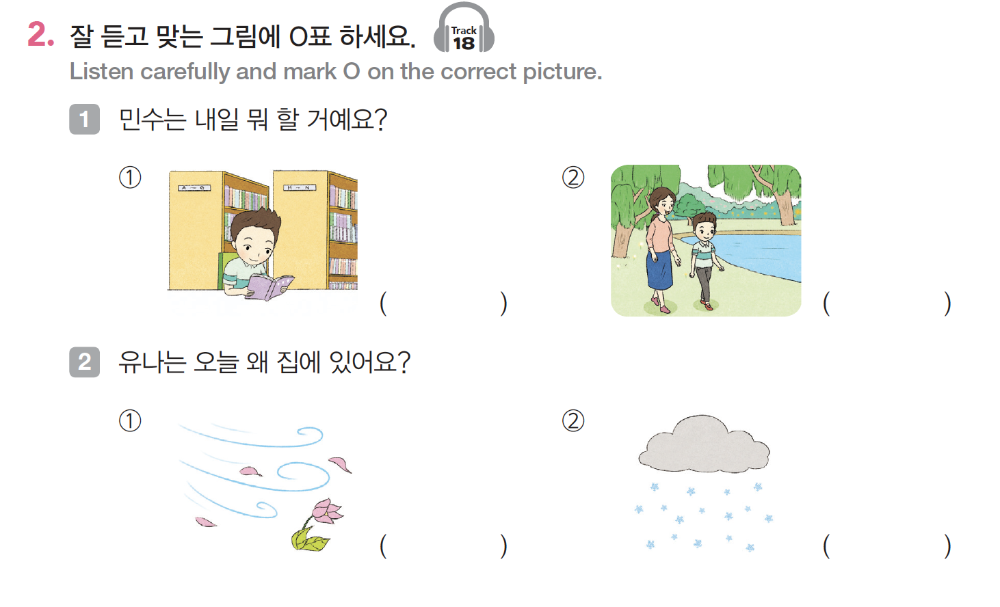 2. 잘 듣고 맞는 그림에 O표 하세요. Track 18
Listen carefully and mark O on the correct picture.
1 민수는 내일 뭐 할 거예요?
① ②
A ~ G H ~ N
( ) ( )
2 유나는 오늘 왜 집에 있어요?
① ②
( ) ( )